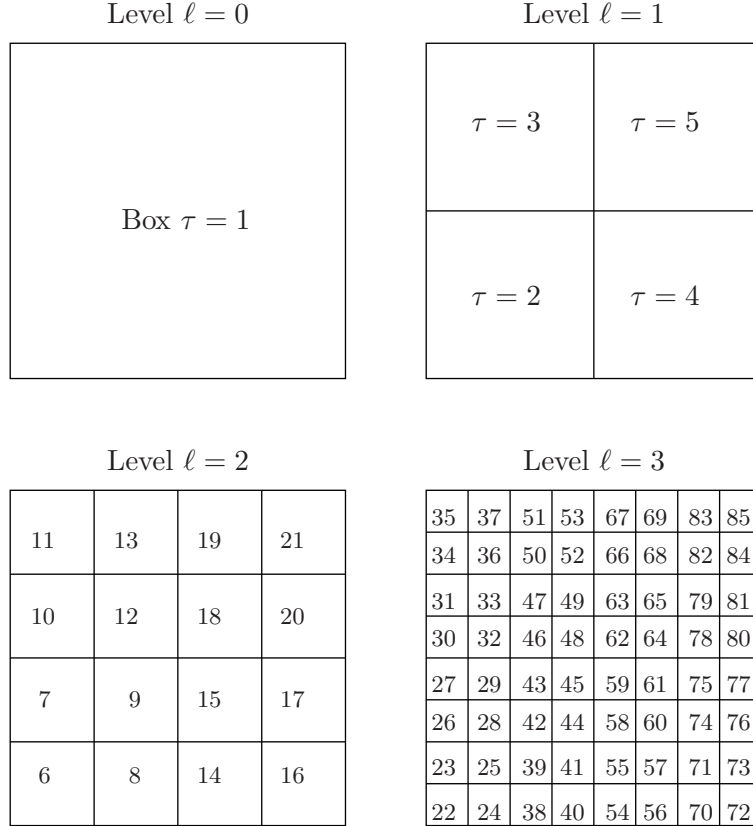 Level ℓ = 0
Level ℓ = 1
Box τ = 1
τ = 3 τ = 5
τ = 2 τ = 4
Level ℓ = 2
Level ℓ = 3
11 13 19 21
10 12 18 20
7 9 15 17
6 8 14 16
35 37 51 53 67 69 83 85
34 36 50 52 66 68 82 84
31 33 47 49 63 65 79 81
30 32 46 48 62 64 78 80
27 29 43 45 59 61 75 77
26 28 42 44 58 60 74 76
23 25 39 41 55 57 71 73
22 24 38 40 54 56 70 72